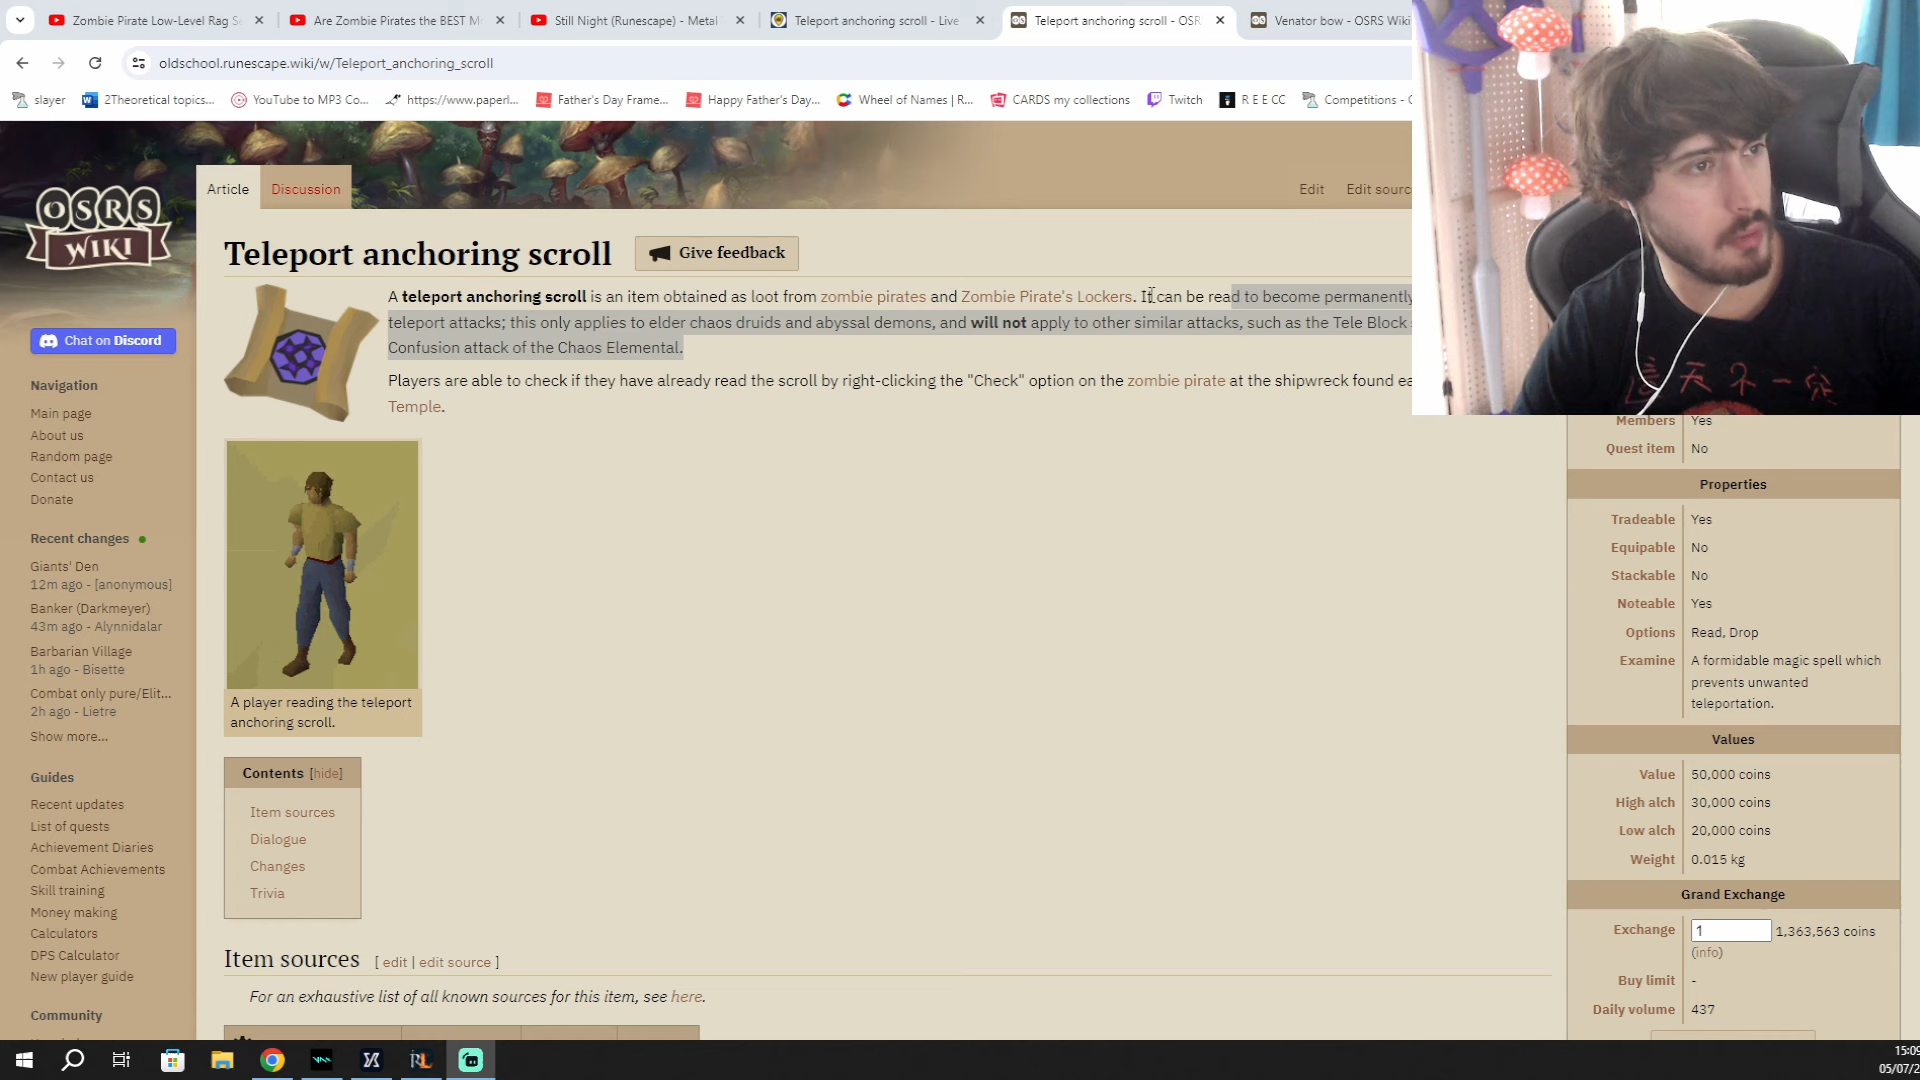 Zombie Pirate Low-Level Rag Se
Are Zombie Pirates the BEST M
Still Night (Runescape) - Metal
Teleport anchoring scroll - Live
Teleport anchoring scroll - OSR
Venator bow - OSRS Wiki
oldschool.runescape.wiki/w/Teleport_anchoring_scroll
slayer
2Theoretical topics...
YouTube to MP3 Co...
https://www.paperl...
Father's Day Frame...
Happy Father's Day...
Wheel of Names | R...
CARDS my collections
Twitch
R E E CC
Competitions - C
OSRS
WIKI
Article
Discussion
Edit
Edit sourc
Teleport anchoring scroll
Give feedback
A teleport anchoring scroll is an item obtained as loot from zombie pirates and Zombie Pirate's Lockers. It can be read to become permanently
teleport attacks; this only applies to elder chaos druids and abyssal demons, and will not apply to other similar attacks, such as the Tele Block
Confusion attack of the Chaos Elemental.
Players are able to check if they have already read the scroll by right-clicking the "Check" option on the zombie pirate at the shipwreck found ea
Temple.
A player reading the teleport
anchoring scroll.
Contents [hide]
Item sources
Dialogue
Changes
Trivia
Item sources [ edit | edit source ]
For an exhaustive list of all known sources for this item, see here.
Chat on Discord
Navigation
Main page
About us
Random page
Contact us
Donate
Recent changes
Giants' Den
12m ago - [anonymous]
Banker (Darkmeyer)
43m ago - Alynnidalar
Barbarian Village
1h ago - Bisette
Combat only pure/Elit...
2h ago - Lietre
Show more...
Guides
Recent updates
List of quests
Achievement Diaries
Combat Achievements
Skill training
Money making
Calculators
DPS Calculator
New player guide
Community
Members Yes
Quest item No
Properties
Tradeable Yes
Equipable No
Stackable No
Noteable Yes
Options Read, Drop
Examine A formidable magic spell which
prevents unwanted
teleportation.
Values
Value 50,000 coins
High alch 30,000 coins
Low alch 20,000 coins
Weight 0.015 kg
Grand Exchange
Exchange 1 1,363,563 coins
(info)
Buy limit -
Daily volume 437
15:09
05/07/2